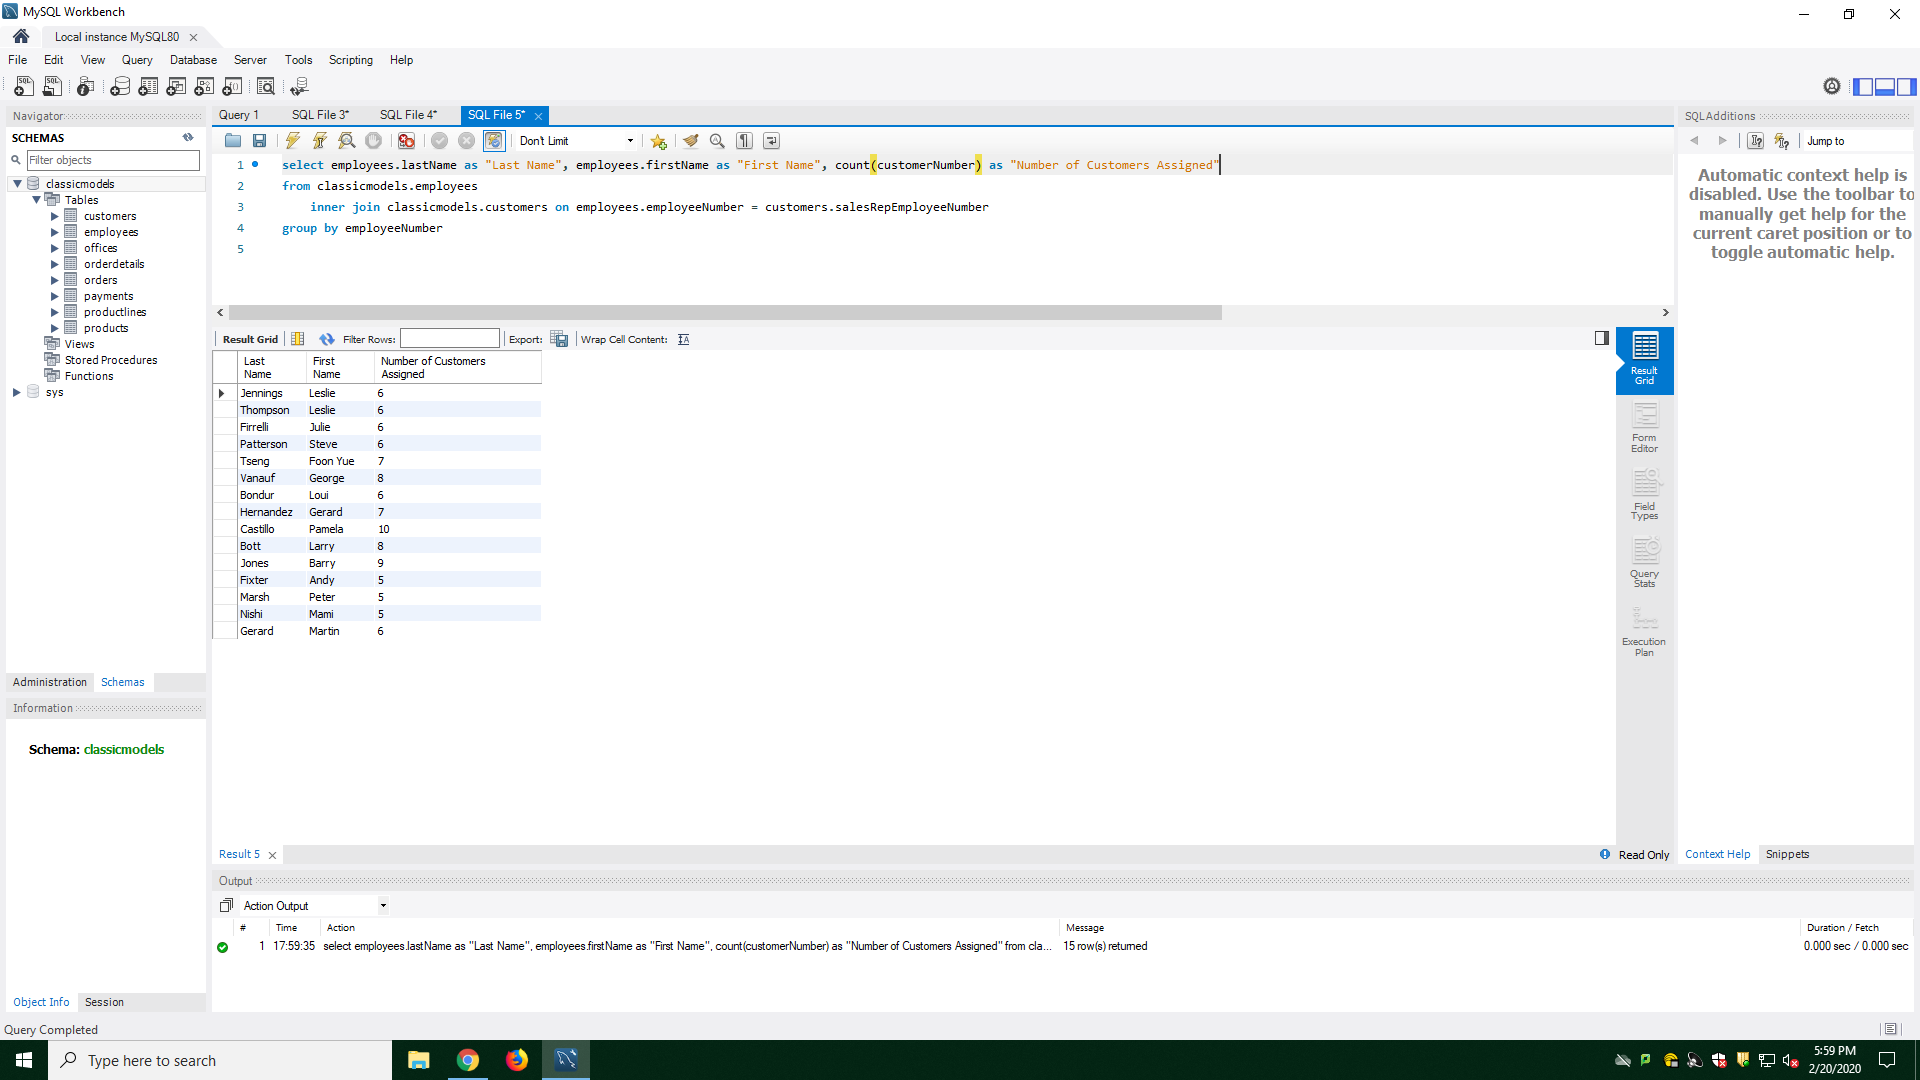 MySQL Workbench
Local instance MySQL80
File Edit View Query Database Server Tools Scripting Help
Navigator
SCHEMAS
Filter objects
classicmodels
Tables
customers
employees
offices
orderdetails
orders
payments
productlines
products
Views
Stored Procedures
Functions
sys
Administration Schemas
Information
Schema: classicmodels
Object Info Session
Query 1 SQL File 3* SQL File 4* SQL File 5*
Don't Limit
1 select employees.lastName as "Last Name", employees.firstName as "First Name", count(customerNumber) as "Number of Customers Assigned"
2 from classicmodels.employees
3 inner join classicmodels.customers on employees.employeeNumber = customers.salesRepEmployeeNumber
4 group by employeeNumber
5
Result Grid Filter Rows: Export: Wrap Cell Content:
Last Name First Name Number of Customers Assigned
Jennings Leslie 6
Thompson Leslie 6
Firrelli Julie 6
Patterson Steve 6
Tseng Foon Yue 7
Vanauf George 8
Bondur Loui 6
Hernandez Gerard 7
Castillo Pamela 10
Bott Larry 8
Jones Barry 9
Fixter Andy 5
Marsh Peter 5
Nishi Mami 5
Gerard Martin 6
Result Grid
Form Editor
Field Types
Query Stats
Execution Plan
Result 5
Read Only
SQLAdditions
Jump to
Automatic context help is
disabled. Use the toolbar to
manually get help for the
current caret position or to
toggle automatic help.
Context Help Snippets
Output
Action Output
# Time Action Message Duration / Fetch
1 17:59:35 select employees.lastName as "Last Name", employees.firstName as "First Name", count(customerNumber) as "Number of Customers Assigned" from cla... 15 row(s) returned 0.000 sec / 0.000 sec
Query Completed
Type here to search
5:59 PM
2/20/2020